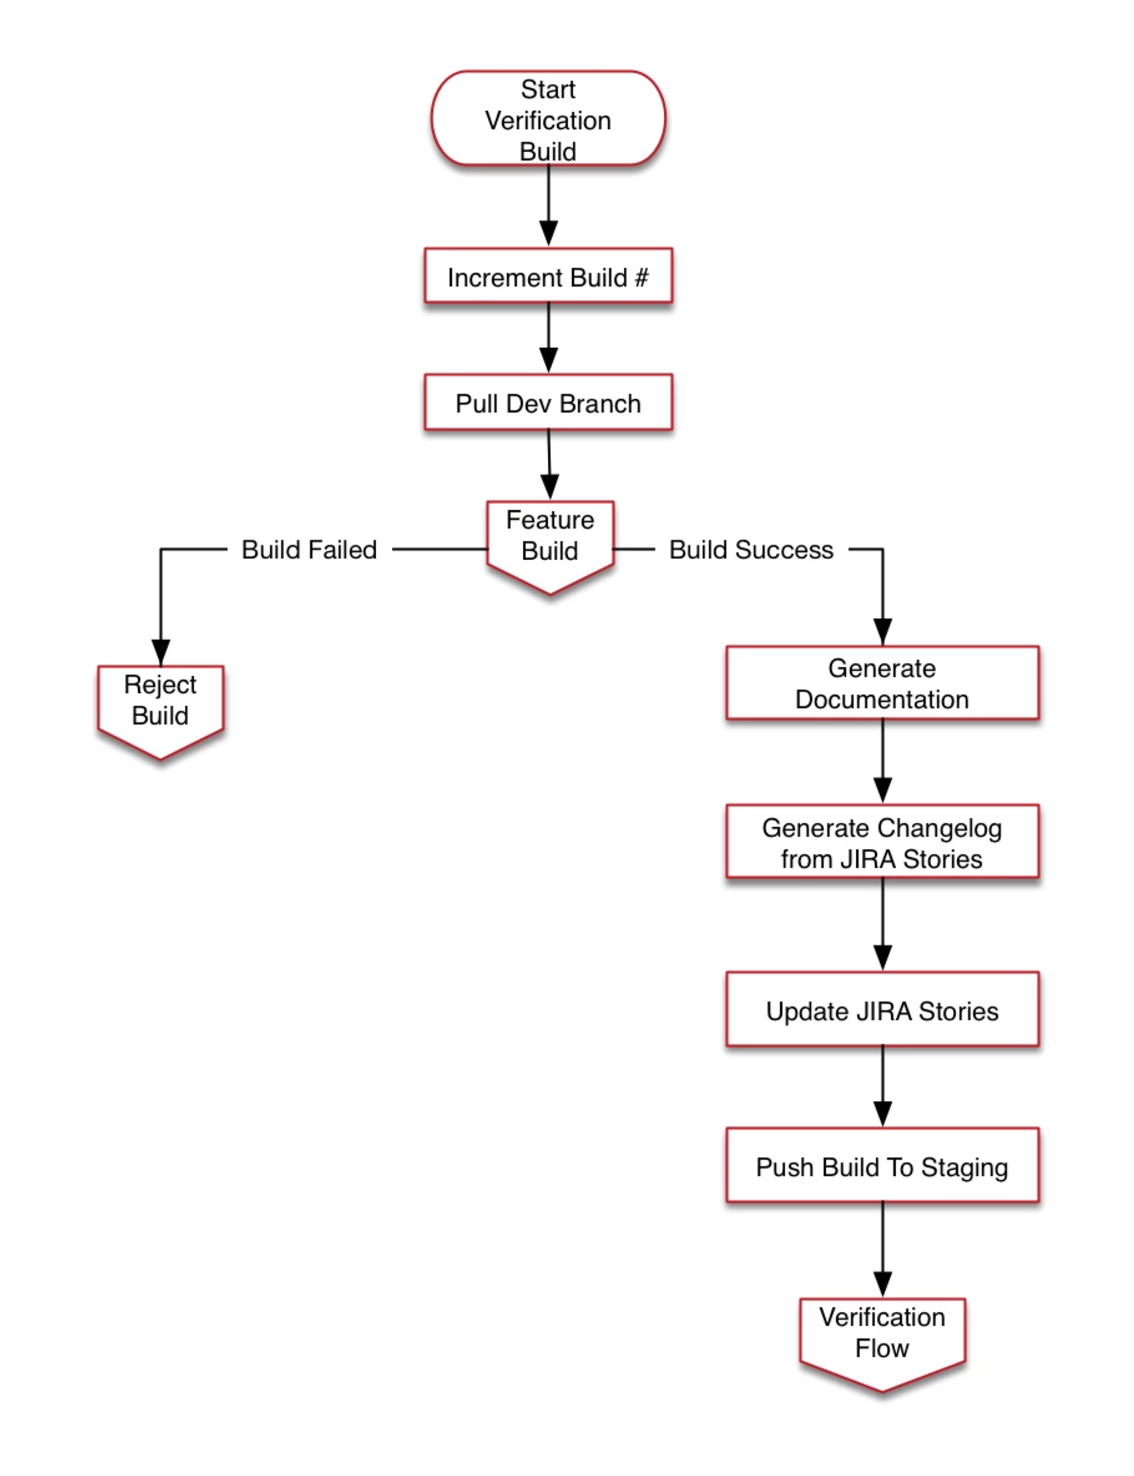 Start
Verification
Build
Increment Build #
Pull Dev Branch
Feature
Build
Build Failed
Build Success
Reject
Build
Generate
Documentation
Generate Changelog
from JIRA Stories
Update JIRA Stories
Push Build To Staging
Verification
Flow